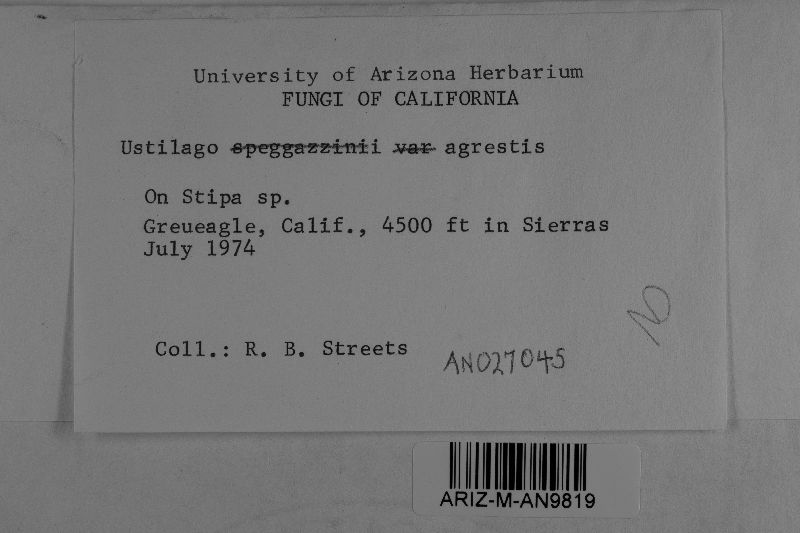 University of Arizona Herbarium
FUNGI OF CALIFORNIA
Ustilago speggazzinii var agrestis
On Stipa sp.
Greueagle, Calif., 4500 ft in Sierras
July 1974
Coll.: R. B. Streets
AN027045
ARIZ-M-AN9819